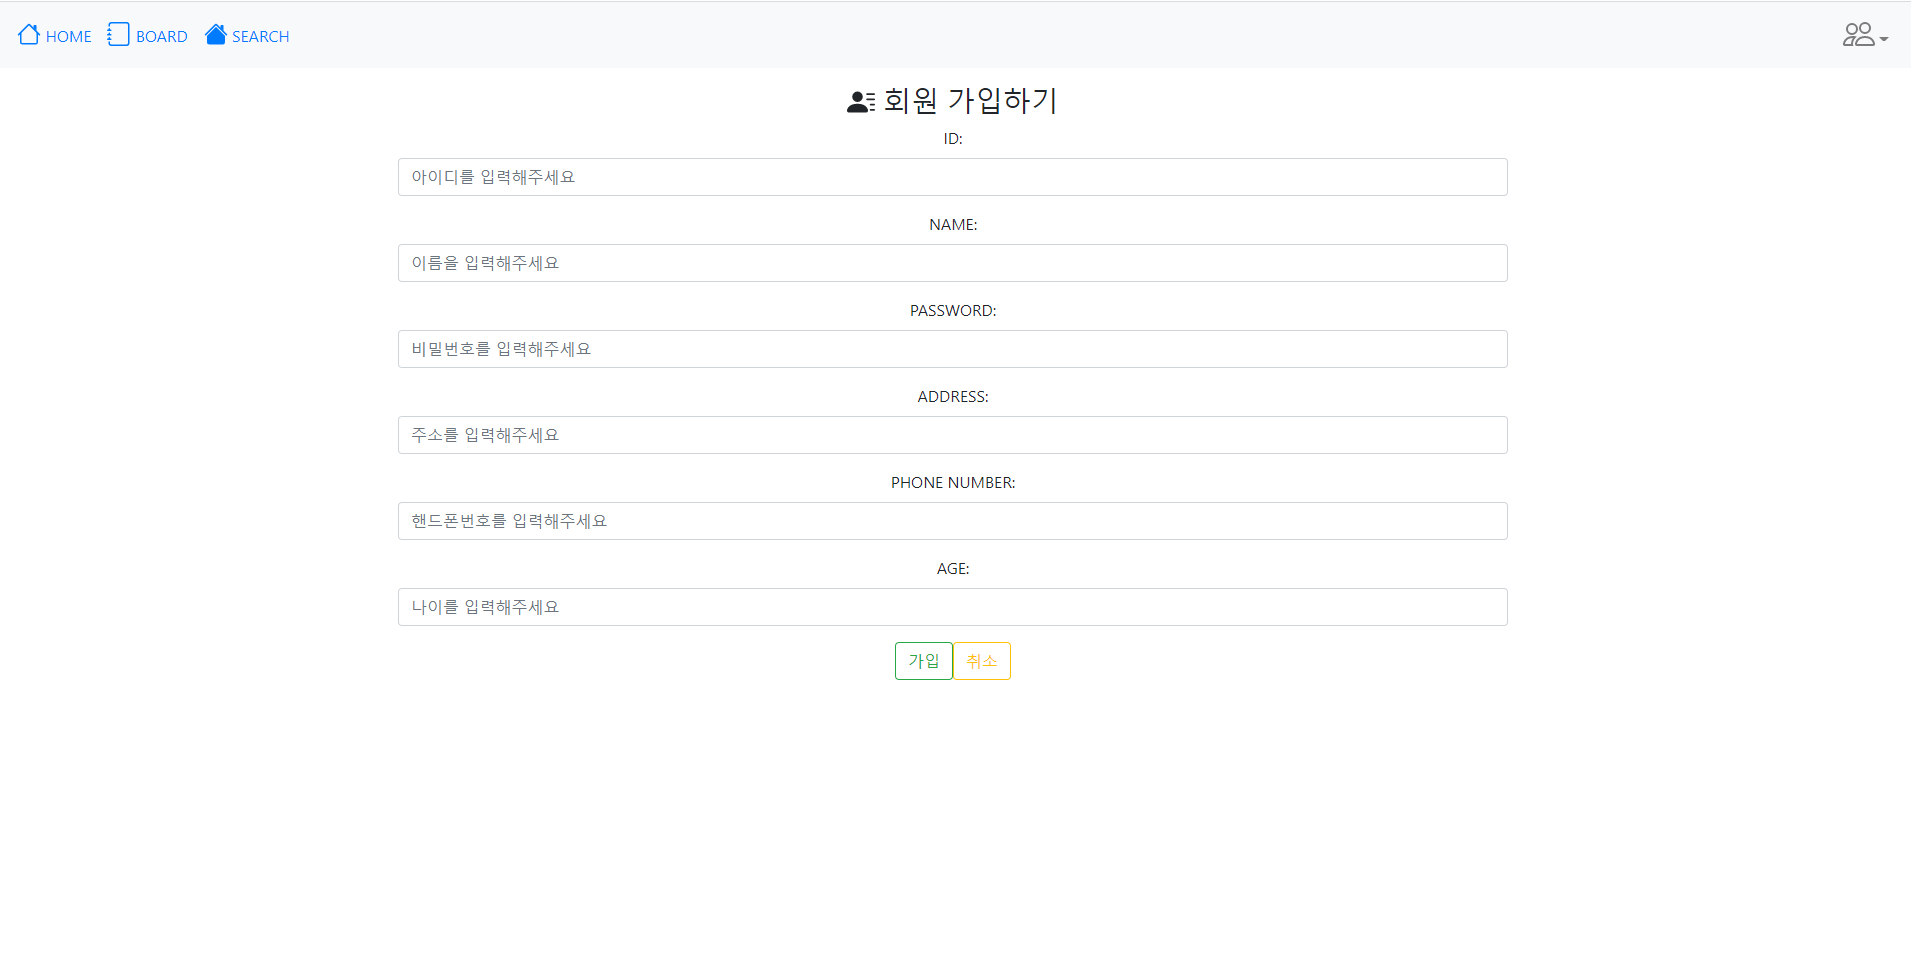 HOME BOARD SEARCH
회원 가입하기
ID:
아이디를 입력해주세요
NAME:
이름을 입력해주세요
PASSWORD:
비밀번호를 입력해주세요
ADDRESS:
주소를 입력해주세요
PHONE NUMBER:
핸드폰번호를 입력해주세요
AGE:
나이를 입력해주세요
가입 취소